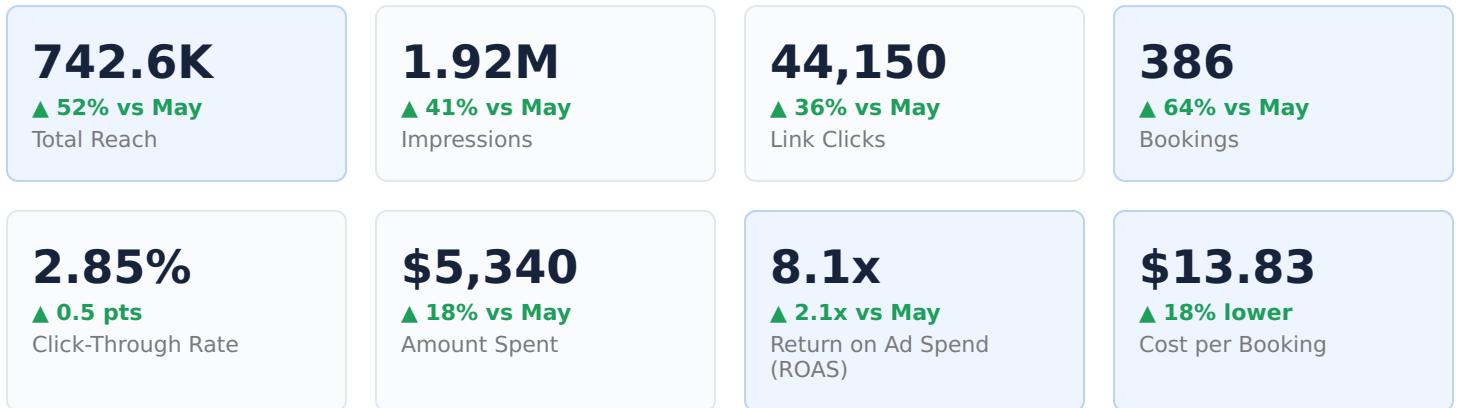 742.6K
▲ 52% vs May
Total Reach
1.92M
▲ 41% vs May
Impressions
44,150
▲ 36% vs May
Link Clicks
386
▲ 64% vs May
Bookings
2.85%
▲ 0.5 pts
Click-Through Rate
$5,340
▲ 18% vs May
Amount Spent
8.1x
▲ 2.1x vs May
Return on Ad Spend
(ROAS)
$13.83
▲ 18% lower
Cost per Booking